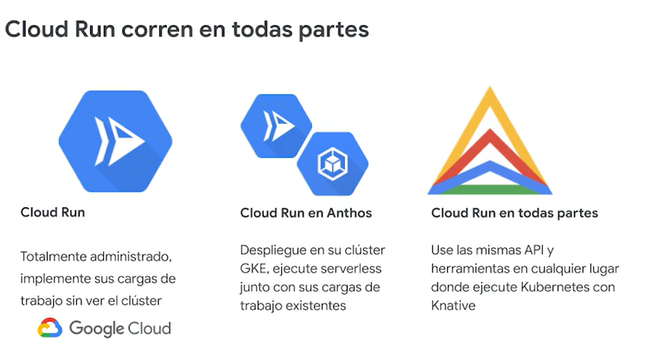 Cloud Run corren en todas partes
Cloud Run
Totalmente administrado,
implemente sus cargas de
trabajo sin ver el clúster
Cloud Run en Anthos
Despliegue en su clúster
GKE, ejecute serverless
junto con sus cargas de
trabajo existentes
Cloud Run en todas partes
Use las mismas API y
herramientas en cualquier lugar
donde ejecute Kubernetes con
Knative
Google Cloud